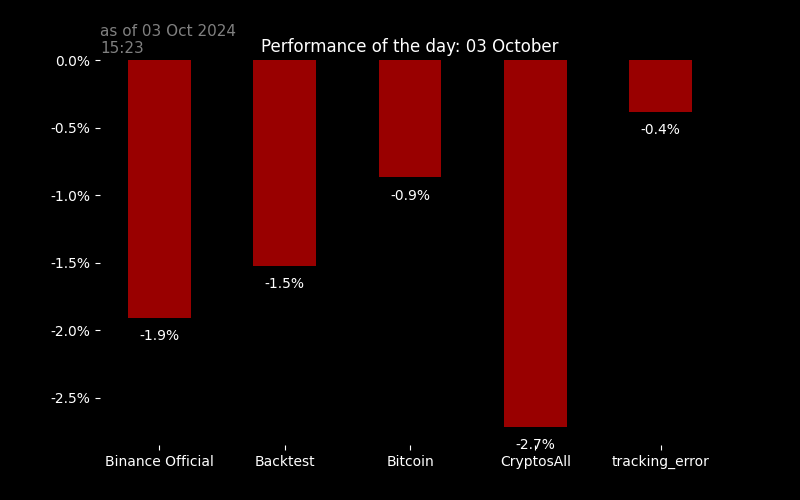 as of 03 Oct 2024
15:23
Performance of the day: 03 October
0.0%
-0.5%
-1.0%
-1.5%
-2.0%
-2.5%
-1.9%
-1.5%
-0.9%
-2.7%
-0.4%
Binance Official
Backtest
Bitcoin
CryptosAll
tracking_error